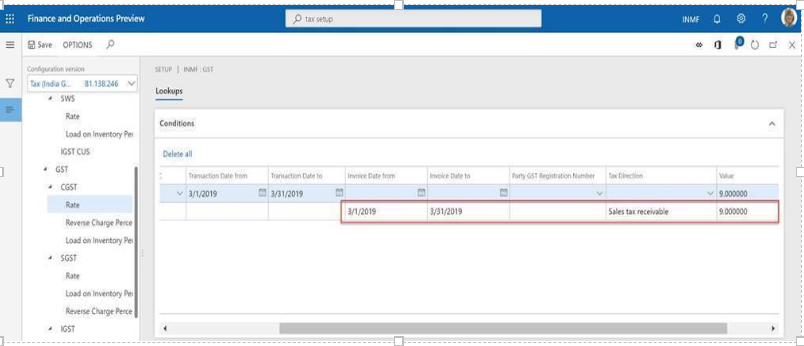 Finance and Operations Preview
tax setup
INMF
?
Save OPTIONS
0
Configuration version
Tax (India G... 81.138.246
SWS
Rate
Load on Inventory Per
IGST CUS
GST
CGST
Rate
Reverse Charge Perce
Load on Inventory Per
SGST
Rate
Load on Inventory Per
Reverse Charge Perce
IGST
SETUP | INMF : GST
Lookups
Conditions
Delete all
Transaction Date from Transaction Date to Invoice Date from Invoice Date to Party GST Registration Number Tax Direction Value
3/1/2019 3/31/2019 9.000000
3/1/2019 3/31/2019 Sales tax receivable 9.000000